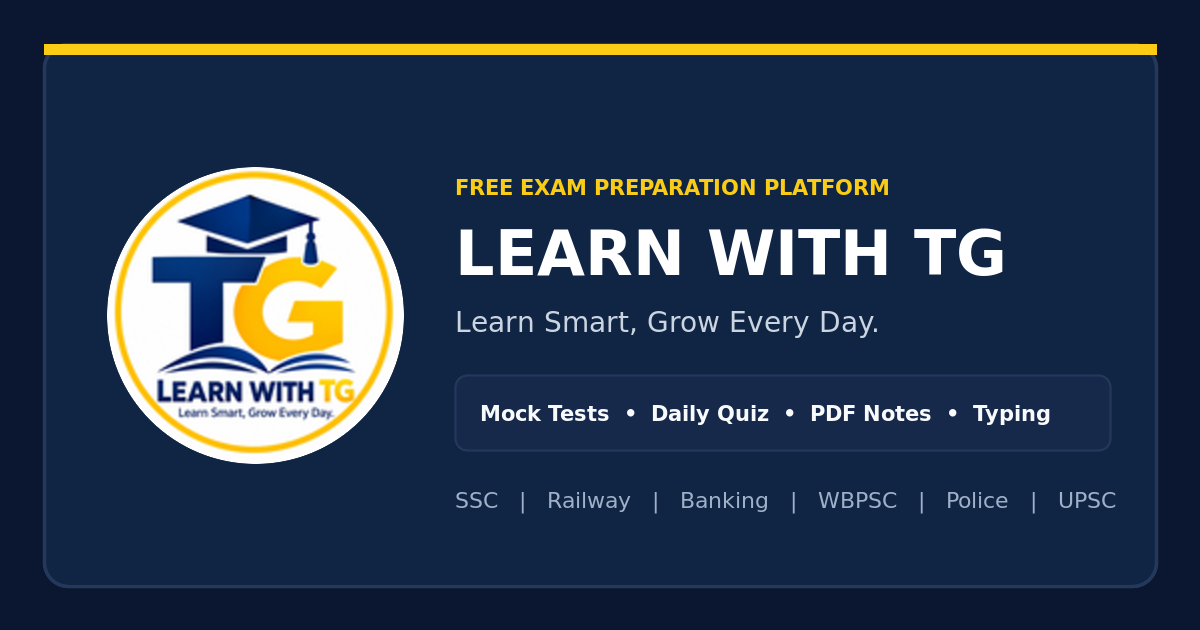 TG
LEARN WITH TG
Learn Smart, Grow Every Day.
FREE EXAM PREPARATION PLATFORM
LEARN WITH TG
Learn Smart, Grow Every Day.
Mock Tests • Daily Quiz • PDF Notes • Typing
SSC | Railway | Banking | WBPSC | Police | UPSC